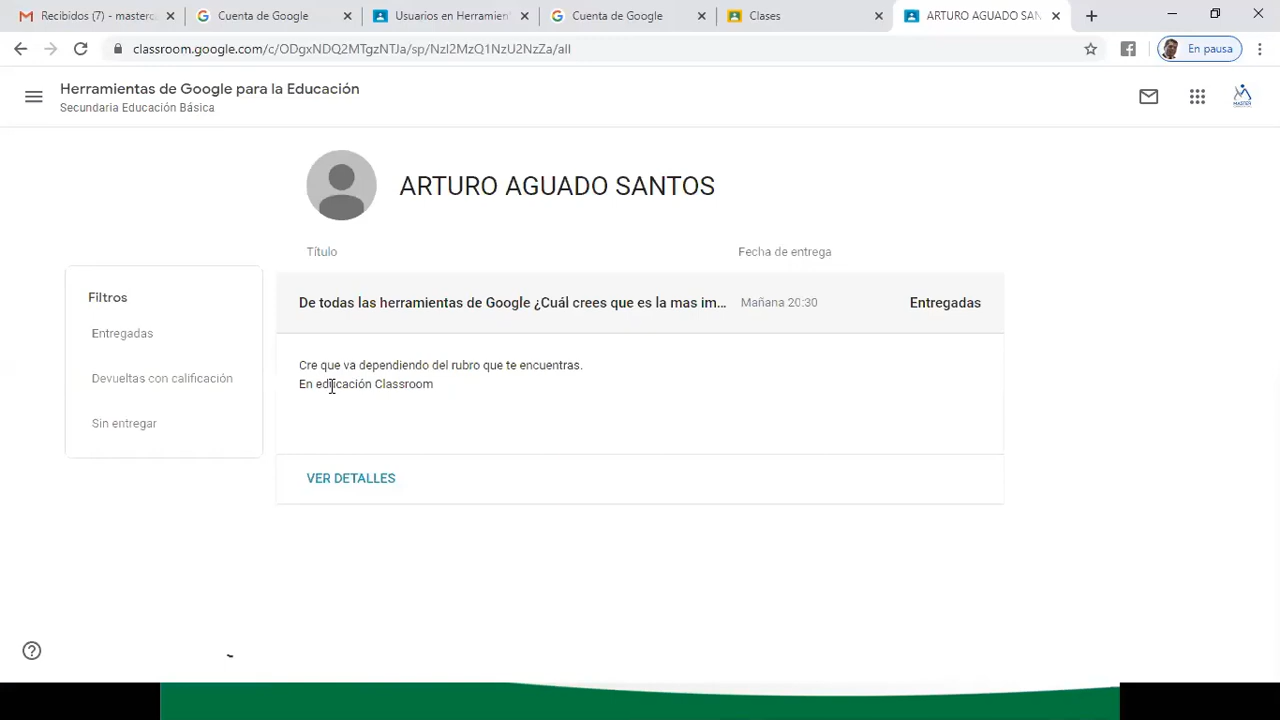 Recibidos (7) - masterc
Cuenta de Google
Usuarios en Herramien
Cuenta de Google
Clases
ARTURO AGUADO SAN
classroom.google.com/c/ODgxNDQ2MTgzNTJa/sp/NzI2MzQ1NzU2NzZa/all
En pausa
Herramientas de Google para la Educación
Secundaria Educación Básica
ARTURO AGUADO SANTOS
Título
Fecha de entrega
Filtros
Entregadas
Devueltas con calificación
Sin entregar
De todas las herramientas de Google ¿Cuál crees que es la mas im...
Mañana 20:30
Entregadas
Cre que va dependiendo del rubro que te encuentras.
En educación Classroom
VER DETALLES